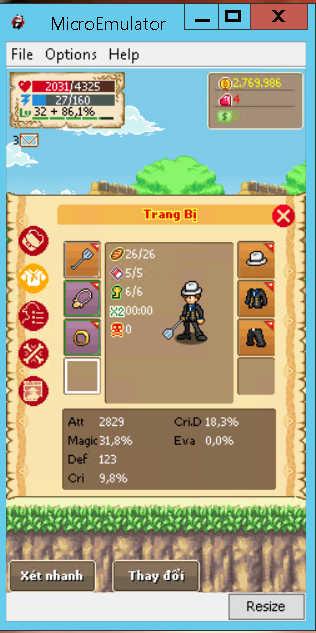 MicroEmulator
File Options Help
2031/4325
27/160
Lv 32 + 86,1%
2.769.986
4
3
Trang Bị
26/26
5/5
6/6
X2 00:00
0
Att 2829 Cri.D 18,3%
Magic 31,8% Eva 0,0%
Def 123
Cri 9,8%
Xét nhanh Thay đổi
Resize